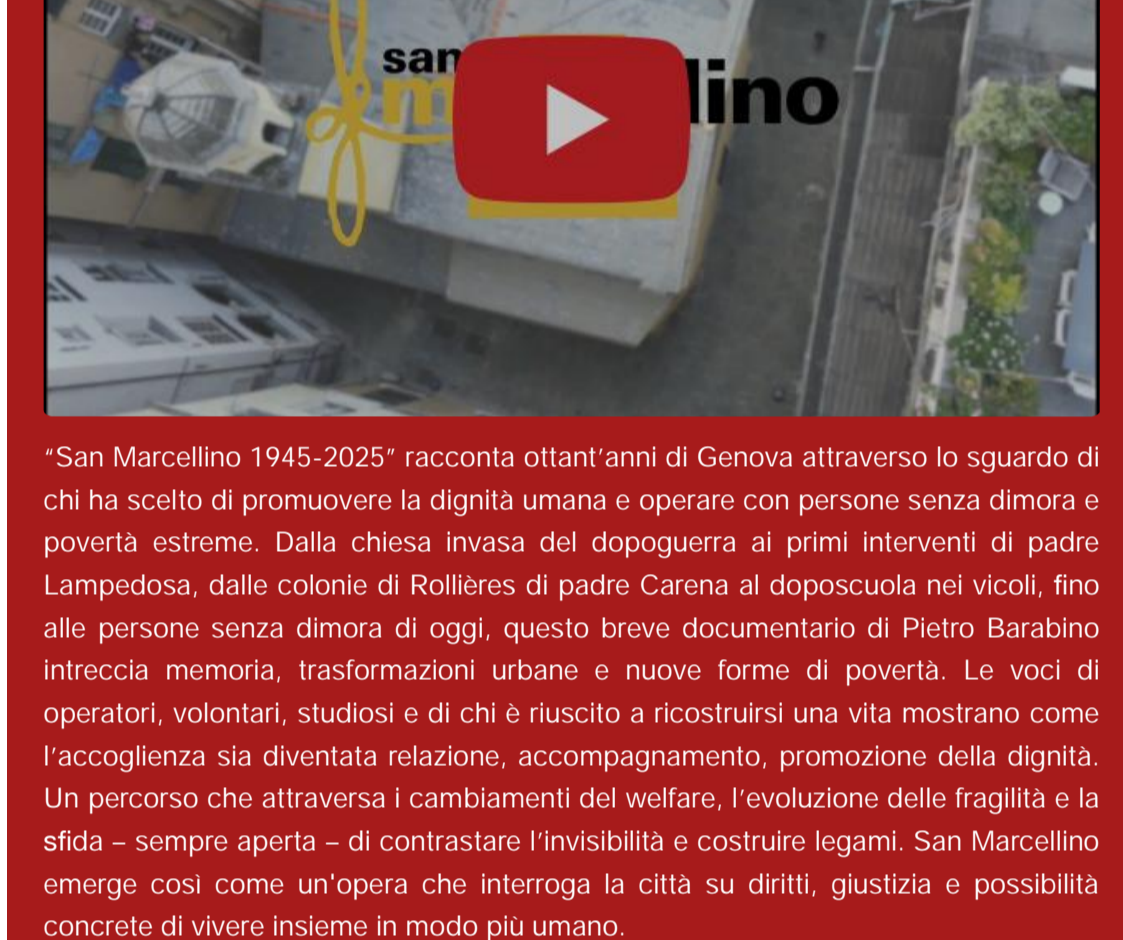 san
m lino
“San Marcellino 1945-2025” racconta ottant’anni di Genova attraverso lo sguardo di
chi ha scelto di promuovere la dignità umana e operare con persone senza dimora e
povertà estreme. Dalla chiesa invasa del dopoguerra ai primi interventi di padre
Lampedosa, dalle colonie di Rollières di padre Carena al doposcuola nei vicoli, fino
alle persone senza dimora di oggi, questo breve documentario di Pietro Barabino
intreccia memoria, trasformazioni urbane e nuove forme di povertà. Le voci di
operatori, volontari, studiosi e di chi è riuscito a ricostruirsi una vita mostrano come
l’accoglienza sia diventata relazione, accompagnamento, promozione della dignità.
Un percorso che attraversa i cambiamenti del welfare, l’evoluzione delle fragilità e la
sfida – sempre aperta – di contrastare l’invisibilità e costruire legami. San Marcellino
emerge così come un'opera che interroga la città su diritti, giustizia e possibilità
concrete di vivere insieme in modo più umano.